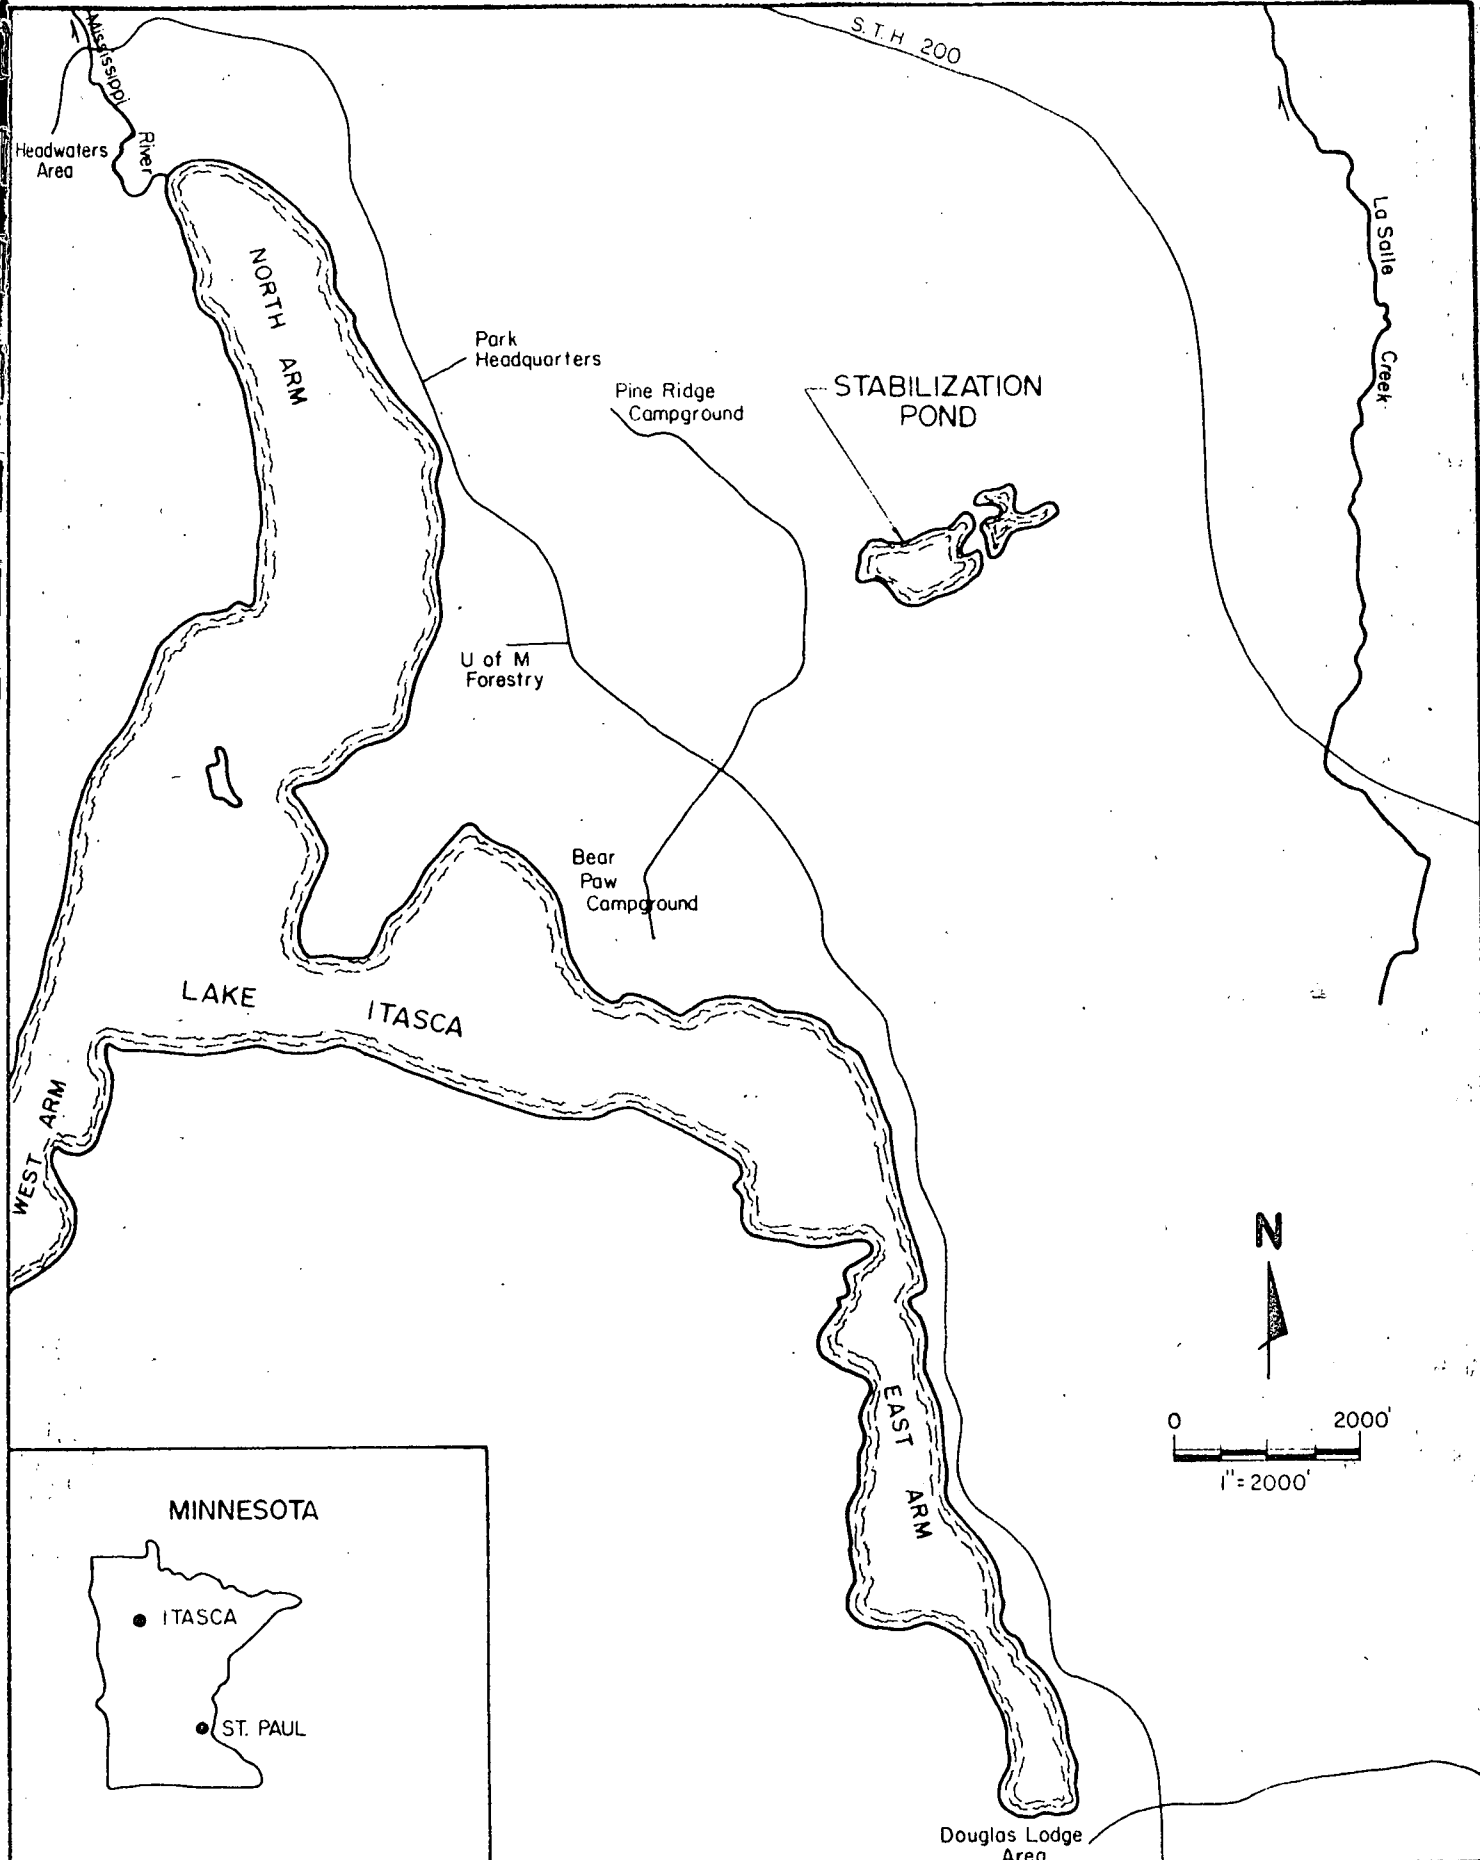 S.T.H 200
Mississippi
River
Headwaters
Area
La Salle
Creek
NORTH ARM
Park
Headquarters
Pine Ridge
Campground
STABILIZATION
POND
U of M
Forestry
Bear
Paw
Campground
LAKE ITASCA
WEST ARM
N
EAST ARM
0 2000'
1"=2000'
MINNESOTA
ITASCA
ST. PAUL
Douglas Lodge
Area